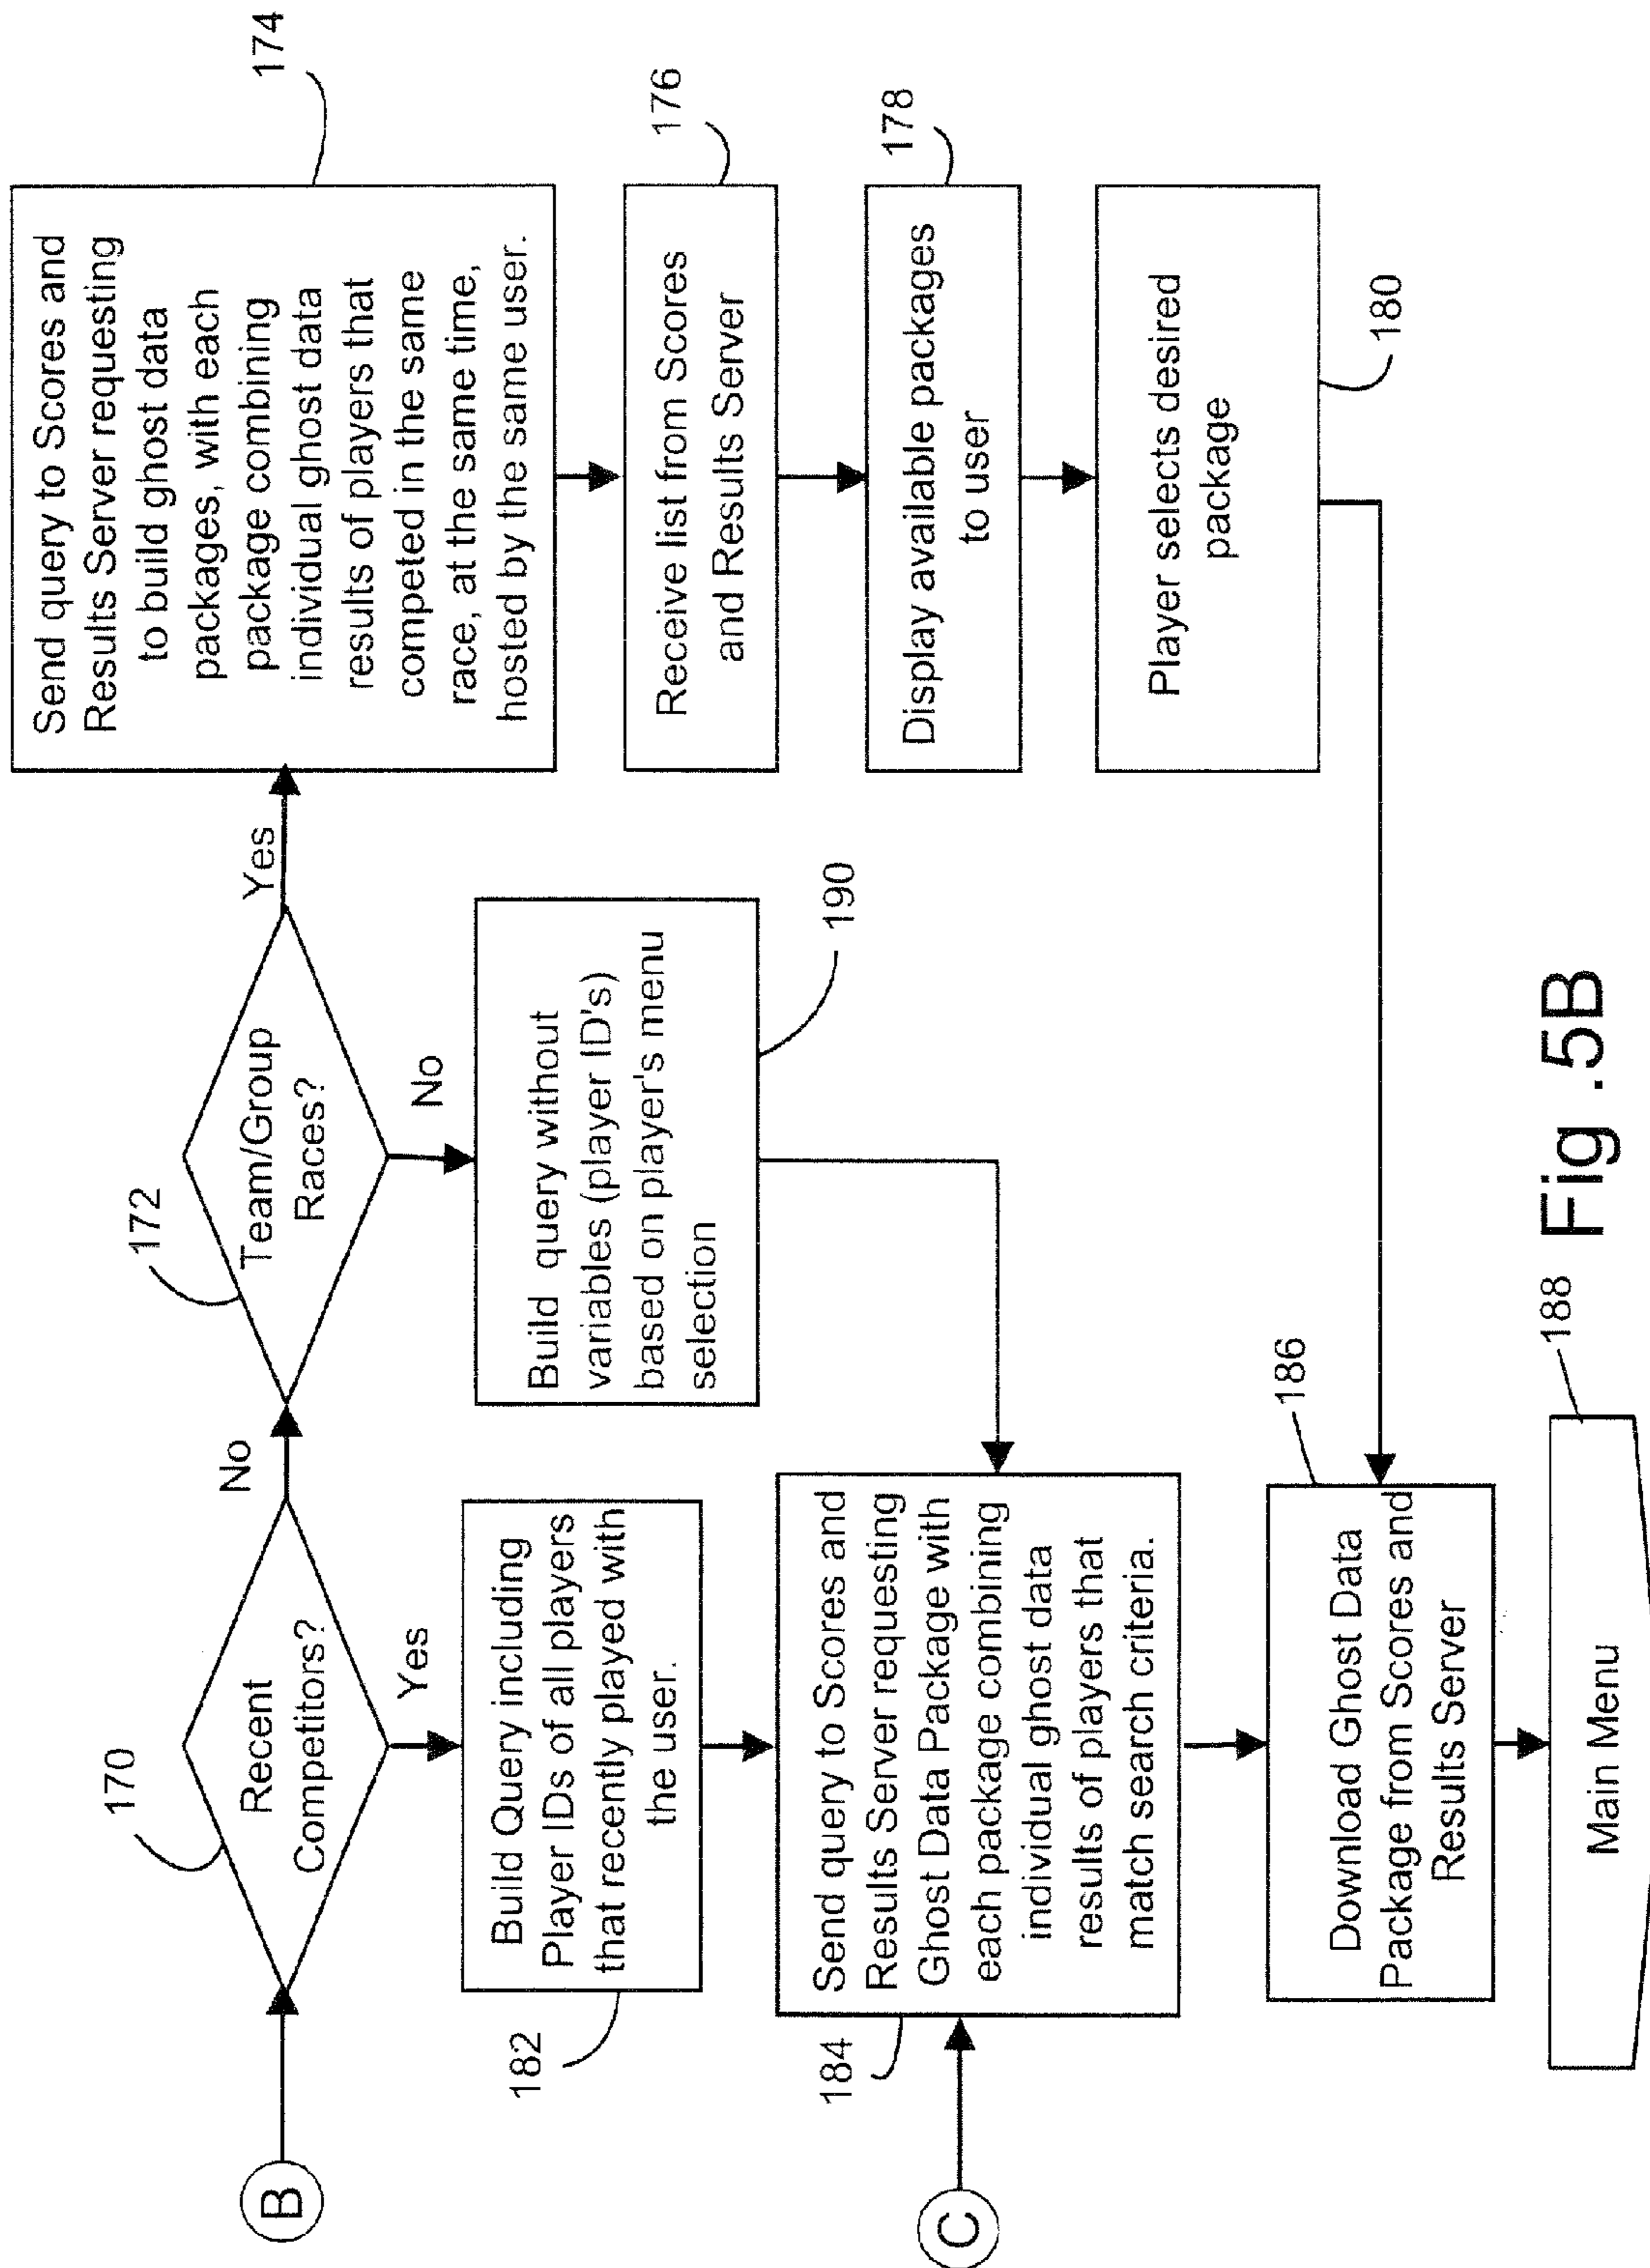 B
170
Recent
Competitors?
No
Yes
172
Team/Group
Races?
Yes
No
174
Send query to Scores and
Results Server requesting
to build ghost data
packages, with each
package combining
individual ghost data
results of players that
competed in the same
race, at the same time,
hosted by the same user.
176
Receive list from Scores
and Results Server
178
Display available packages
to user
Player selects desired
package
180
182
Build Query including
Player IDs of all players
that recently played with
the user.
Build query without
variables (player ID's)
based on player's menu
selection
190
C
184
Send query to Scores and
Results Server requesting
Ghost Data Package with
each package combining
individual ghost data
results of players that
match search criteria.
186
Download Ghost Data
Package from Scores and
Results Server
188
Main Menu
Fig .5B